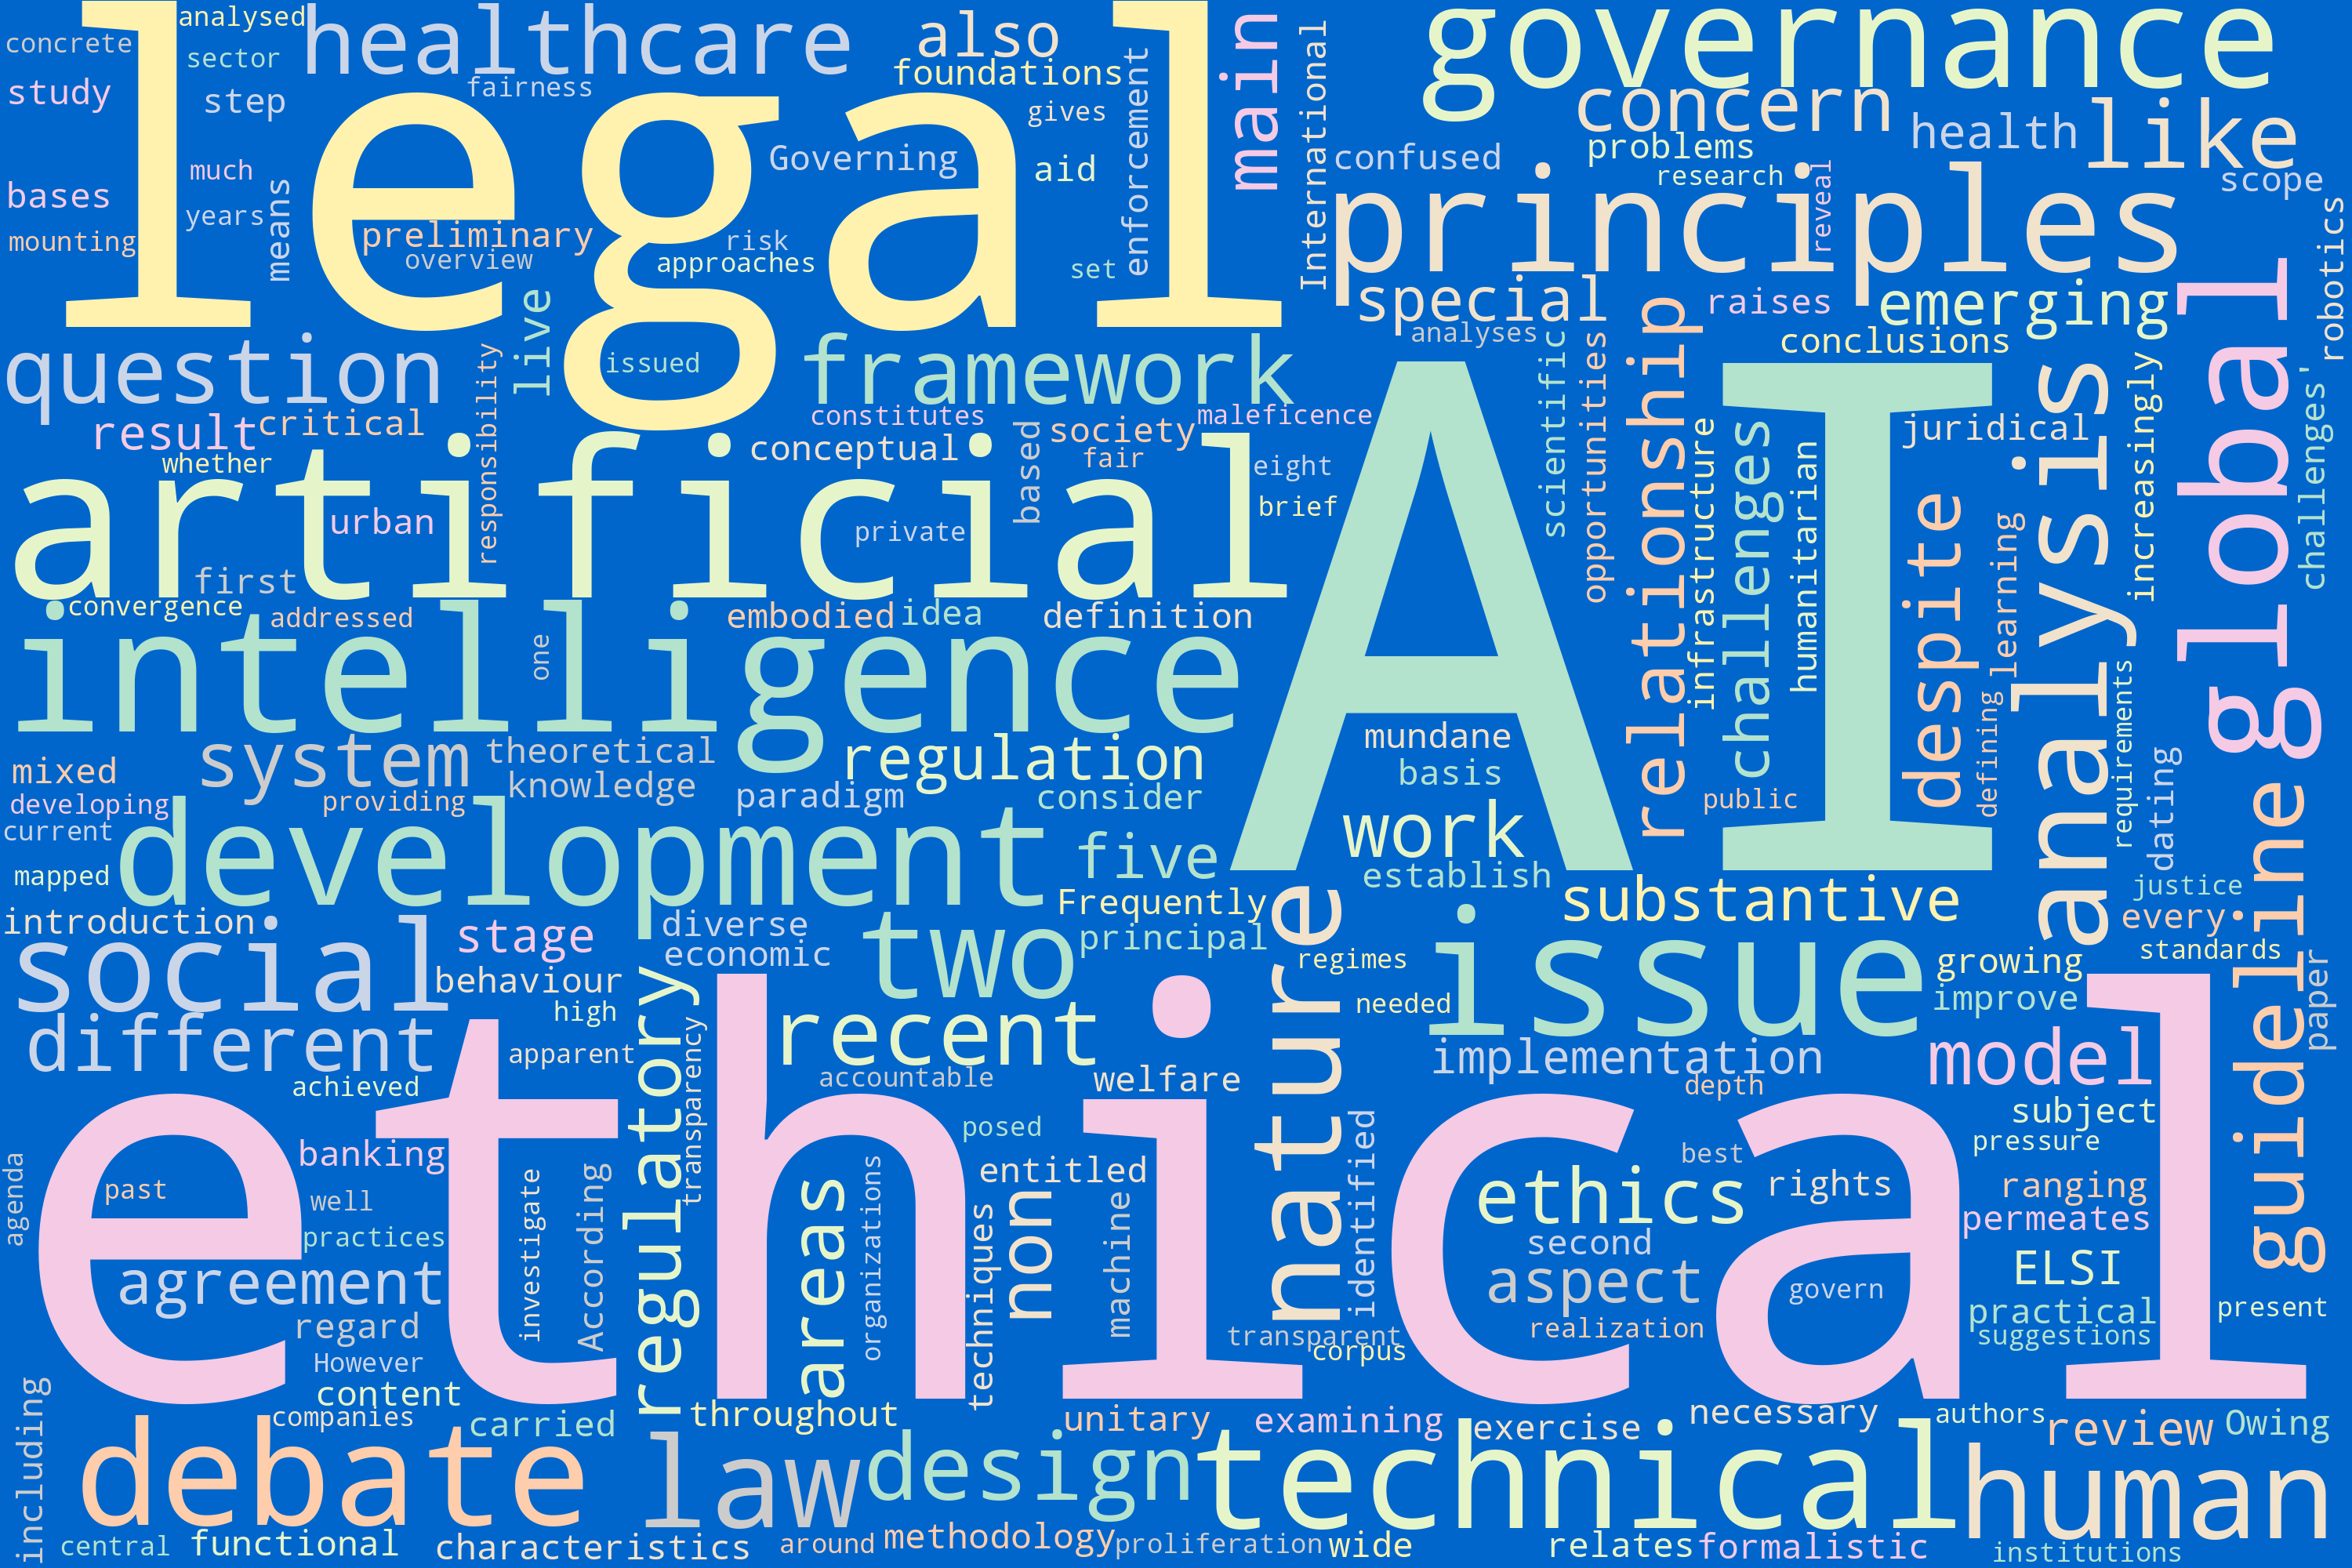 legal
analysed
concrete
sector
healthcare
also
main
International
governance
study
step
fairness
foundations
gives
enforcement
concern
health
like
confused
problems
research
reveal
scope
robotics
much
Governing
aid
bases
years
means
mounting
preliminary
overview
risk
approaches
set
principles
special
raises
emerging
analyses
conclusions
global
question
responsibility
live
issued
framework
scientific
opportunities
relationship
result
critical
whether
constitutes
conceptual
society
maleficence
fair
based
eight
brief
AI
infrastructure
challenges
humanitarian
juridical
despite
learning
analysis
increasingly
challenges'
artificial
urban
private
first
convergence
addressed
embodied
idea
definition
intelligence
one
mixed
system
theoretical
knowledge
regulation
paradigm
consider
developing
providing
current
mapped
development
five
mundane
basis
work
establish
public
defining
requirements
dating
guideline
introduction
social
stage
diverse
economic
two
Frequently
principal
nature
substantive
issue
regimes
needed
justice
every
standards
growing
improve
paper
behaviour
high
different
apparent
achieved
regulatory
transparency
recent
accountable
welfare
implementation
depth
model
subject
pressure
ethical
agenda
past
banking
well
practices
investigate
According
areas
organizations
posed
entitled
techniques
non
machine
identified
best
ethics
rights
second
aspect
govern
realization
ranging
permeates
ELSI
practical
suggestions
present
agreement
regard
However
content
companies
carried
throughout
transparent
corpus
unitary
examining
exercise
necessary
authors
review
Owing
including
debate
law
design
technical
human
central
functional
characteristics
around
methodology
proliferation
wide
relates
formalistic
institutions